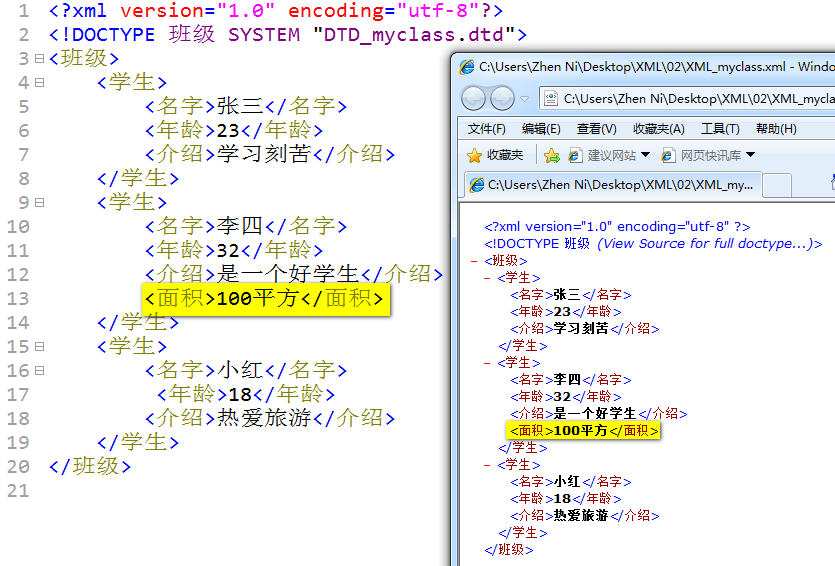 1 <?xml version="1.0" encoding="utf-8"?>
2 <!DOCTYPE 班级 SYSTEM "DTD_myclass.dtd">
3 <班级>
4 <学生>
5 <名字>张三</名字>
6 <年龄>23</年龄>
7 <介绍>学习刻苦</介绍>
8 </学生>
9 <学生>
10 <名字>李四</名字>
11 <年龄>32</年龄>
12 <介绍>是一个好学生</介绍>
13 <面积>100平方</面积>
14 </学生>
15 <学生>
16 <名字>小红</名字>
17 <年龄>18</年龄>
18 <介绍>热爱旅游</介绍>
19 </学生>
20 </班级>
21
C:\Users\Zhen Ni\Desktop\XML\02\XML_myclass.xml - Windo
C:\Users\Zhen Ni\Desktop\XML\02\XML_mycla
文件(F) 编辑(E) 查看(V) 收藏夹(A) 工具(T) 帮助(H)
收藏夹 建议网站 网页快讯库
C:\Users\Zhen Ni\Desktop\XML\02\XML_my...
<?xml version="1.0" encoding="utf-8" ?>
<!DOCTYPE 班级 (View Source for full doctype...)>
- <班级>
- <学生>
<名字>张三</名字>
<年龄>23</年龄>
<介绍>学习刻苦</介绍>
</学生>
- <学生>
<名字>李四</名字>
<年龄>32</年龄>
<介绍>是一个好学生</介绍>
<面积>100平方</面积>
</学生>
- <学生>
<名字>小红</名字>
<年龄>18</年龄>
<介绍>热爱旅游</介绍>
</学生>
</班级>